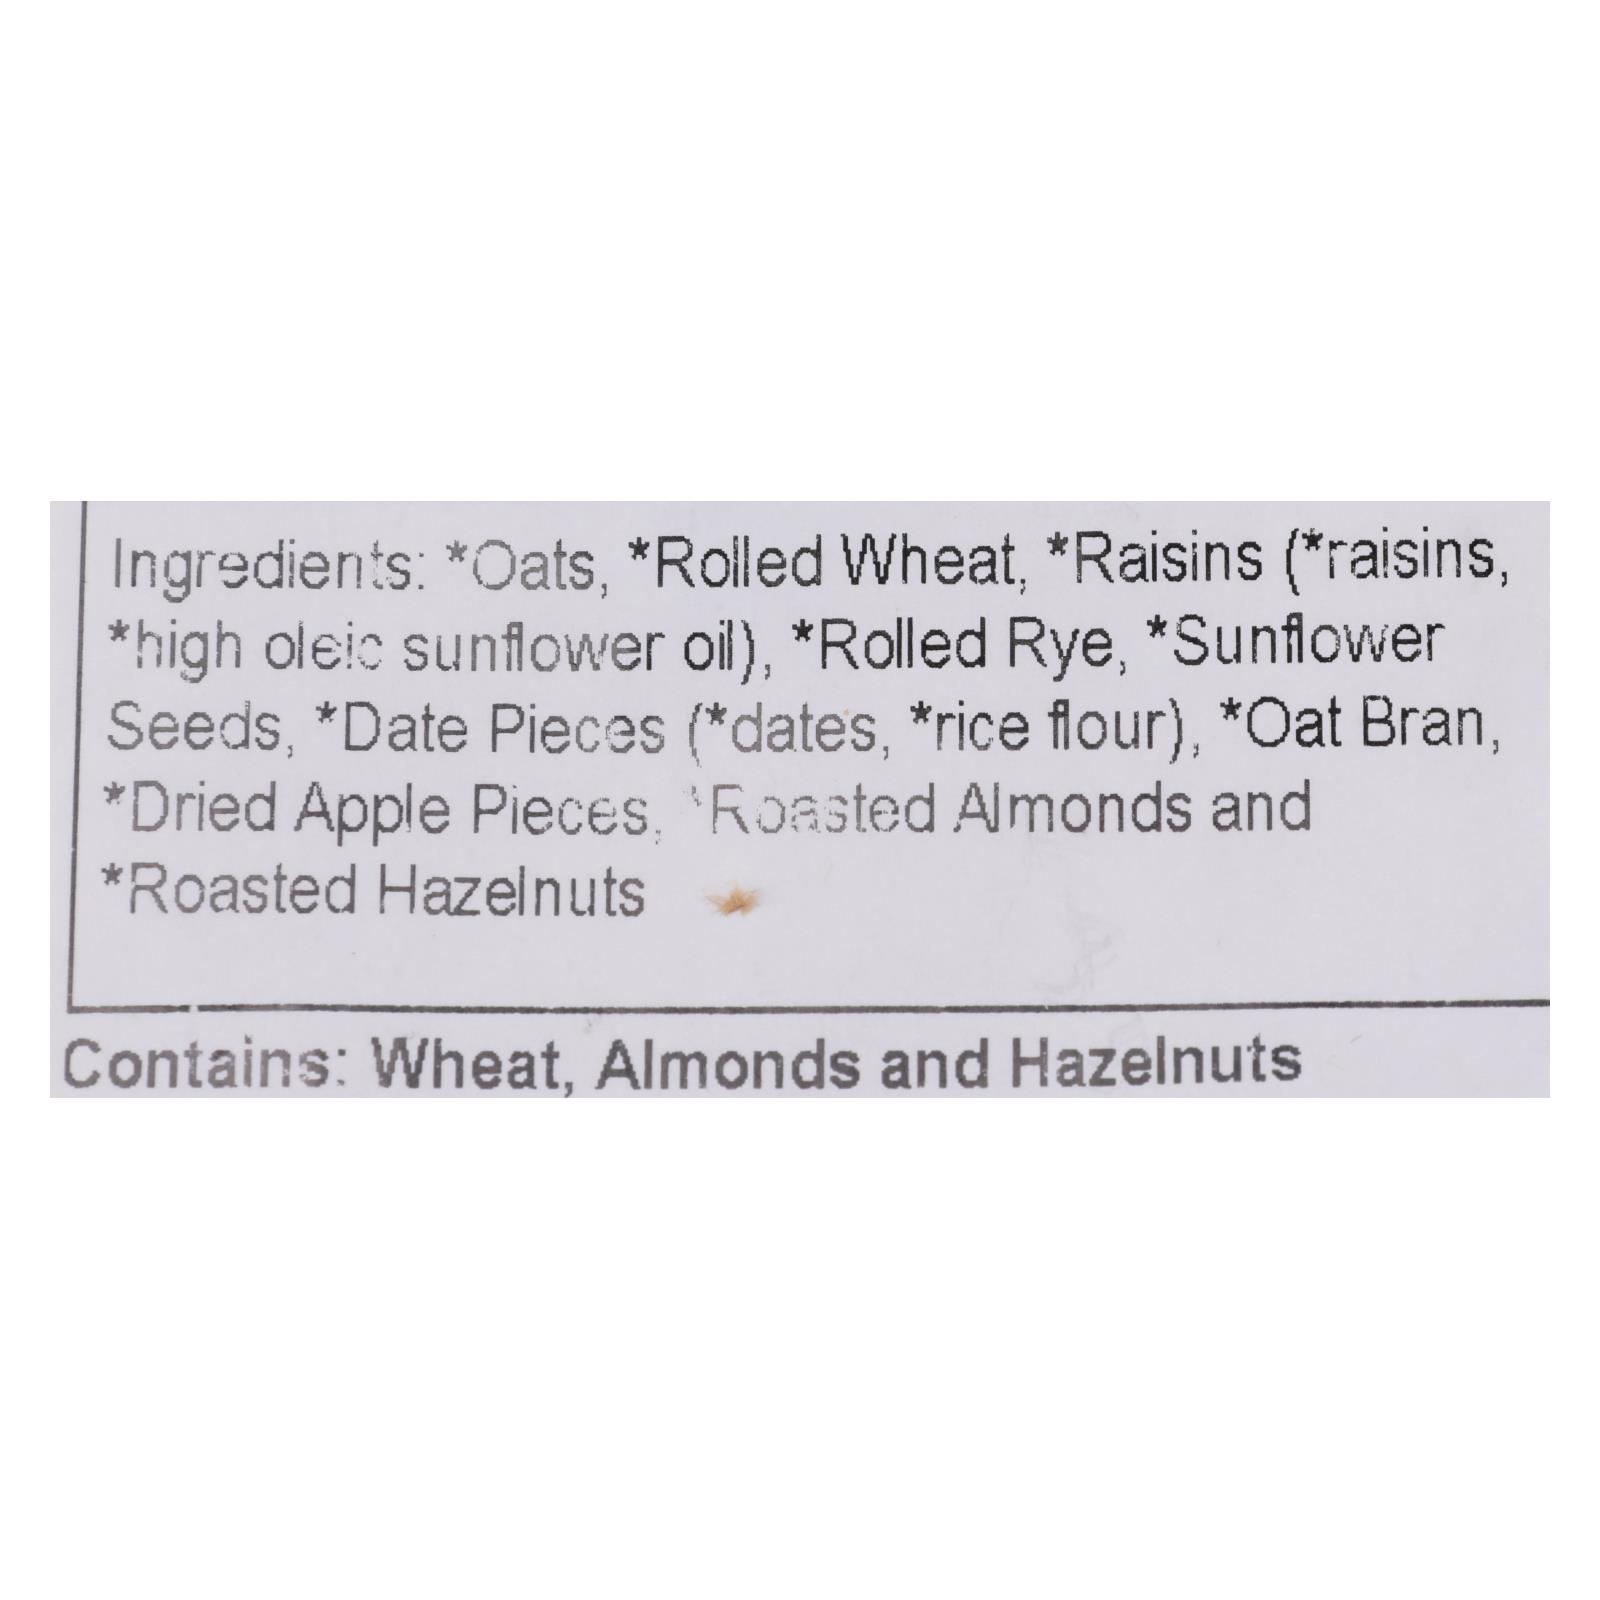 Ingredients: *Oats, *Rolled Wheat, *Raisins (*raisins,
*high oleic sunflower oil), *Rolled Rye, *Sunflower
Seeds, *Date Pieces (*dates, *rice flour), *Oat Bran,
*Dried Apple Pieces, *Roasted Almonds and
*Roasted Hazelnuts
Contains: Wheat, Almonds and Hazelnuts